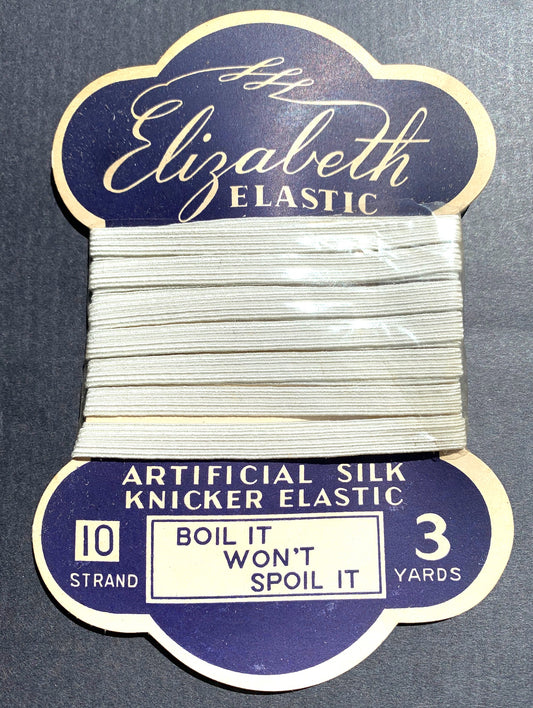 Elizabeth
ELASTIC
ARTIFICIAL SILK
KNICKER ELASTIC
10
STRAND
BOIL IT
WON'T
SPOIL IT
3
YARDS